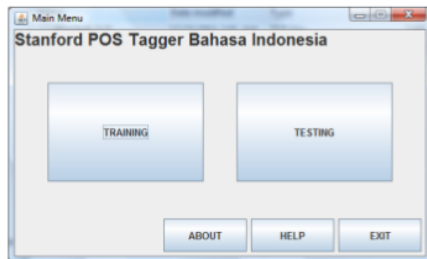 Main Menu
Stanford POS Tagger Bahasa Indonesia
TRAINING TESTING
ABOUT HELP EXIT